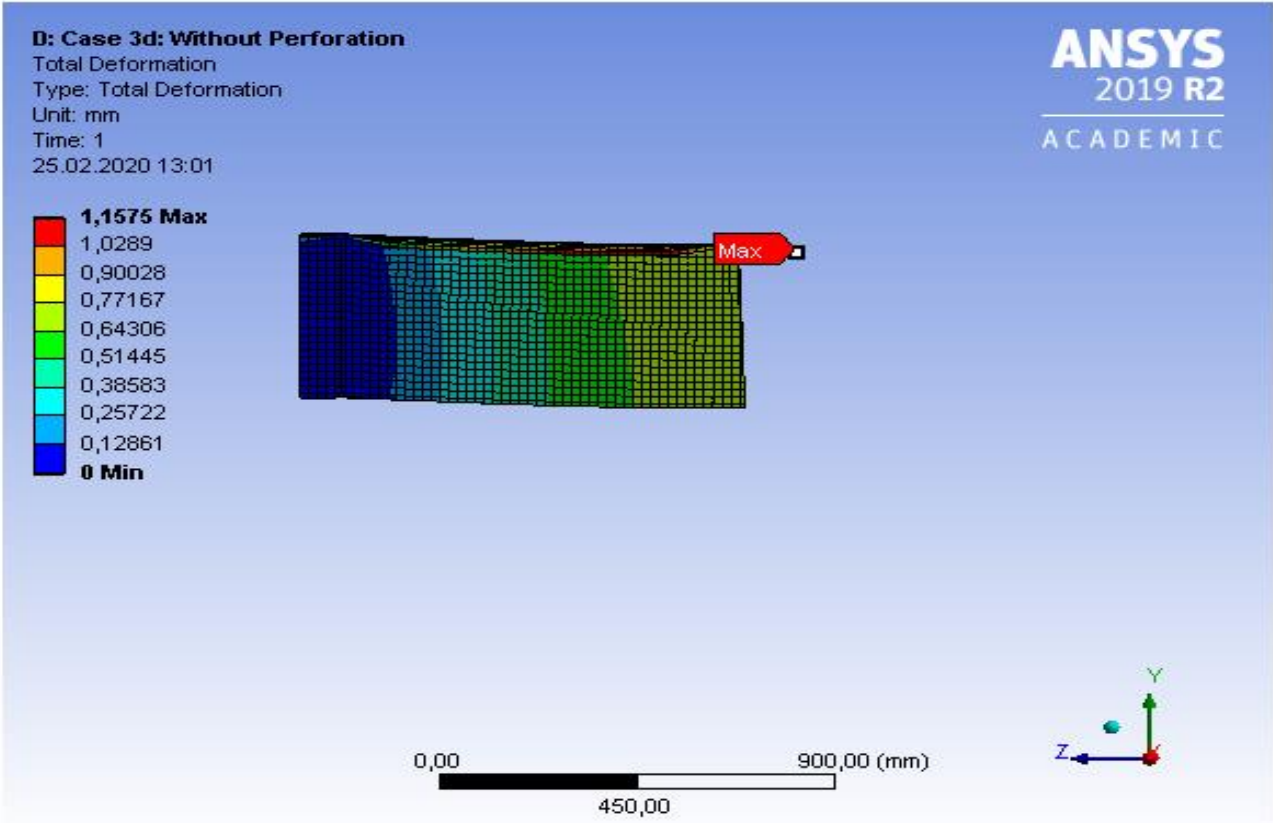 D: Case 3d: Without Perforation
Total Deformation
Type: Total Deformation
Unit: mm
Time: 1
25.02.2020 13:01
ANSYS
2019 R2
ACADEMIC
1,1575 Max
1,0289
0,90028
0,77167
0,64306
0,51445
0,38583
0,25722
0,12861
0 Min
Max
0,00
900,00 (mm)
450,00
Y
Z